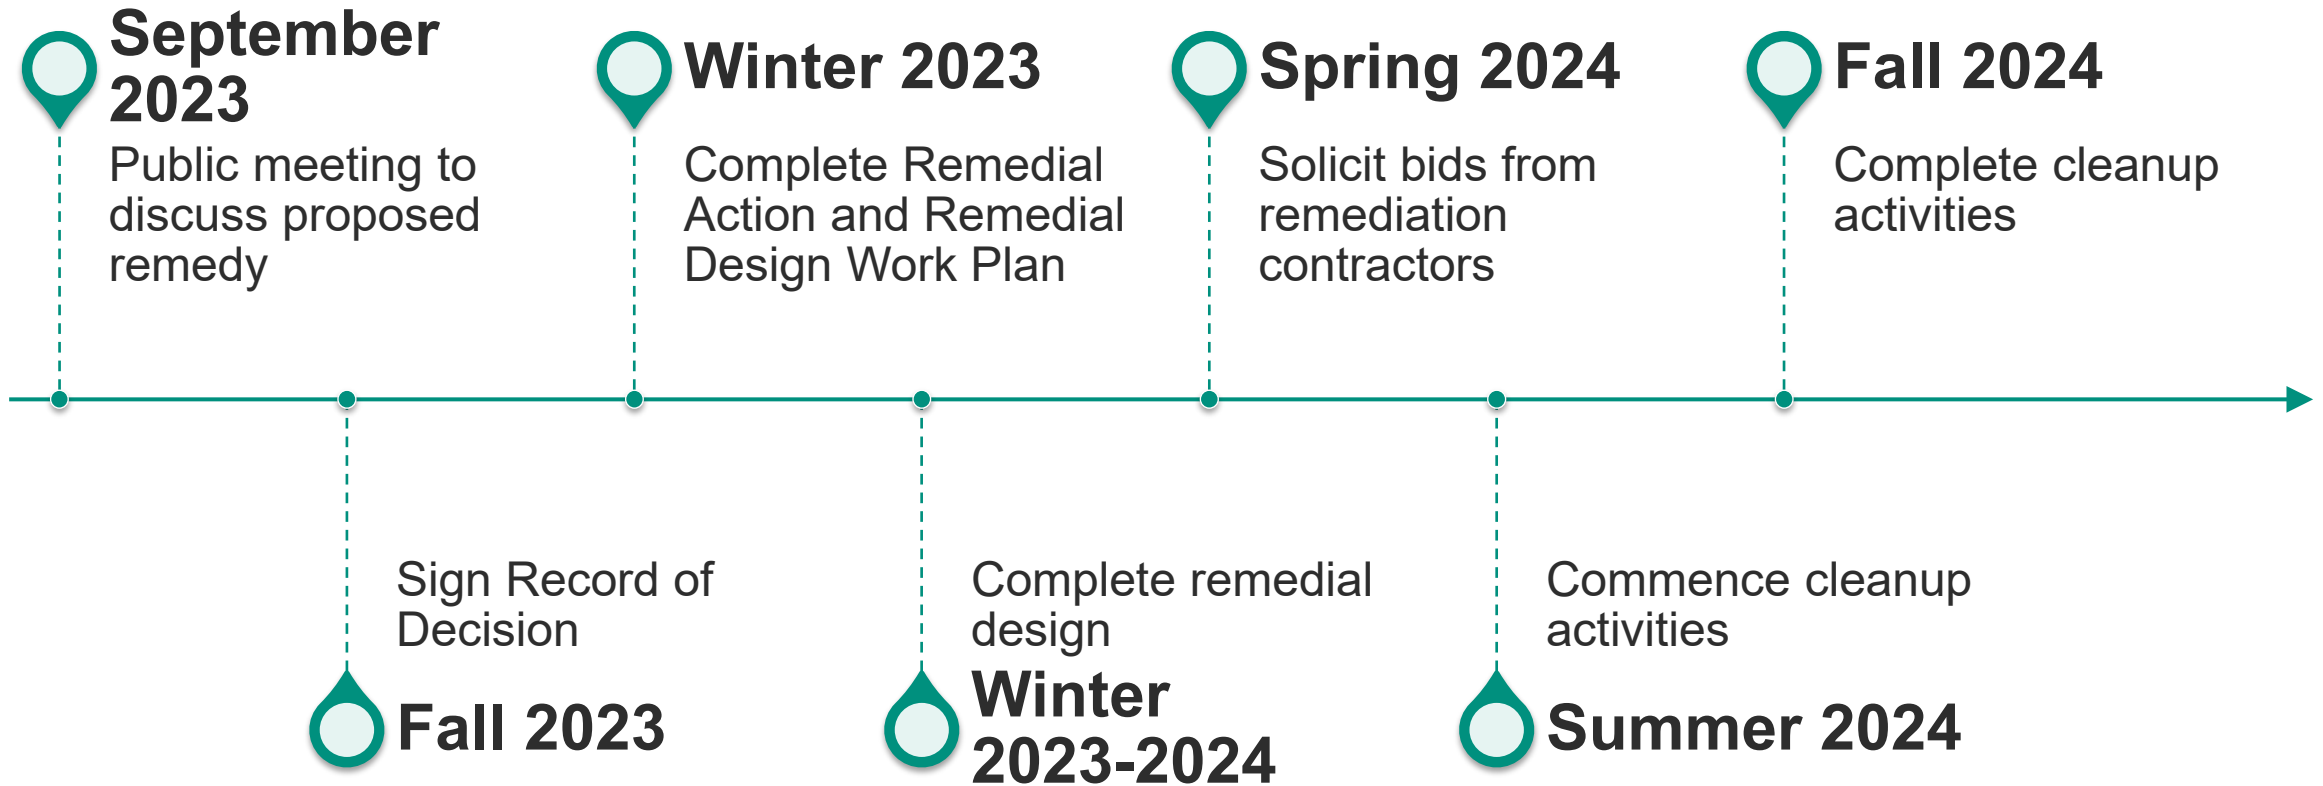 September
2023
Public meeting to
discuss proposed
remedy
Sign Record of
Decision
Fall 2023
Winter 2023
Complete Remedial
Action and Remedial
Design Work Plan
Complete remedial
design
Winter
2023-2024
Spring 2024
Solicit bids from
remediation
contractors
Commence cleanup
activities
Summer 2024
Fall 2024
Complete cleanup
activities